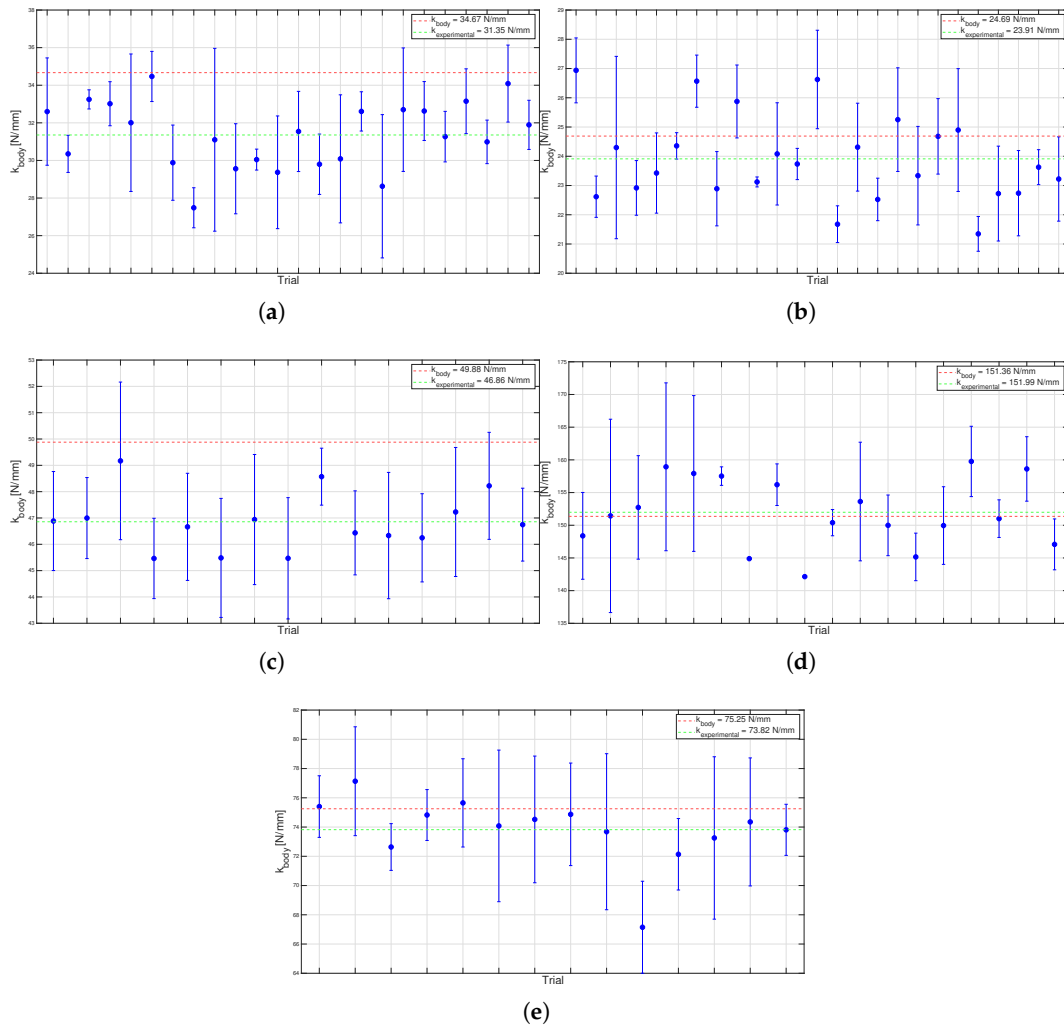 36
34
32
30
28
26
24
k_body [N/mm]
k_body = 34.67 N/mm
k_experimental = 31.35 N/mm
Trial
(a)
29
28
27
26
25
24
23
22
21
20
k_body [N/mm]
k_body = 24.69 N/mm
k_experimental = 23.91 N/mm
Trial
(b)
53
52
51
50
49
48
47
46
45
44
43
k_body [N/mm]
k_body = 49.88 N/mm
k_experimental = 46.86 N/mm
Trial
(c)
175
170
165
160
155
150
145
140
135
k_body [N/mm]
k_body = 151.36 N/mm
k_experimental = 151.99 N/mm
Trial
(d)
82
80
78
76
74
72
70
68
66
64
k_body [N/mm]
k_body = 75.25 N/mm
k_experimental = 73.82 N/mm
Trial
(e)